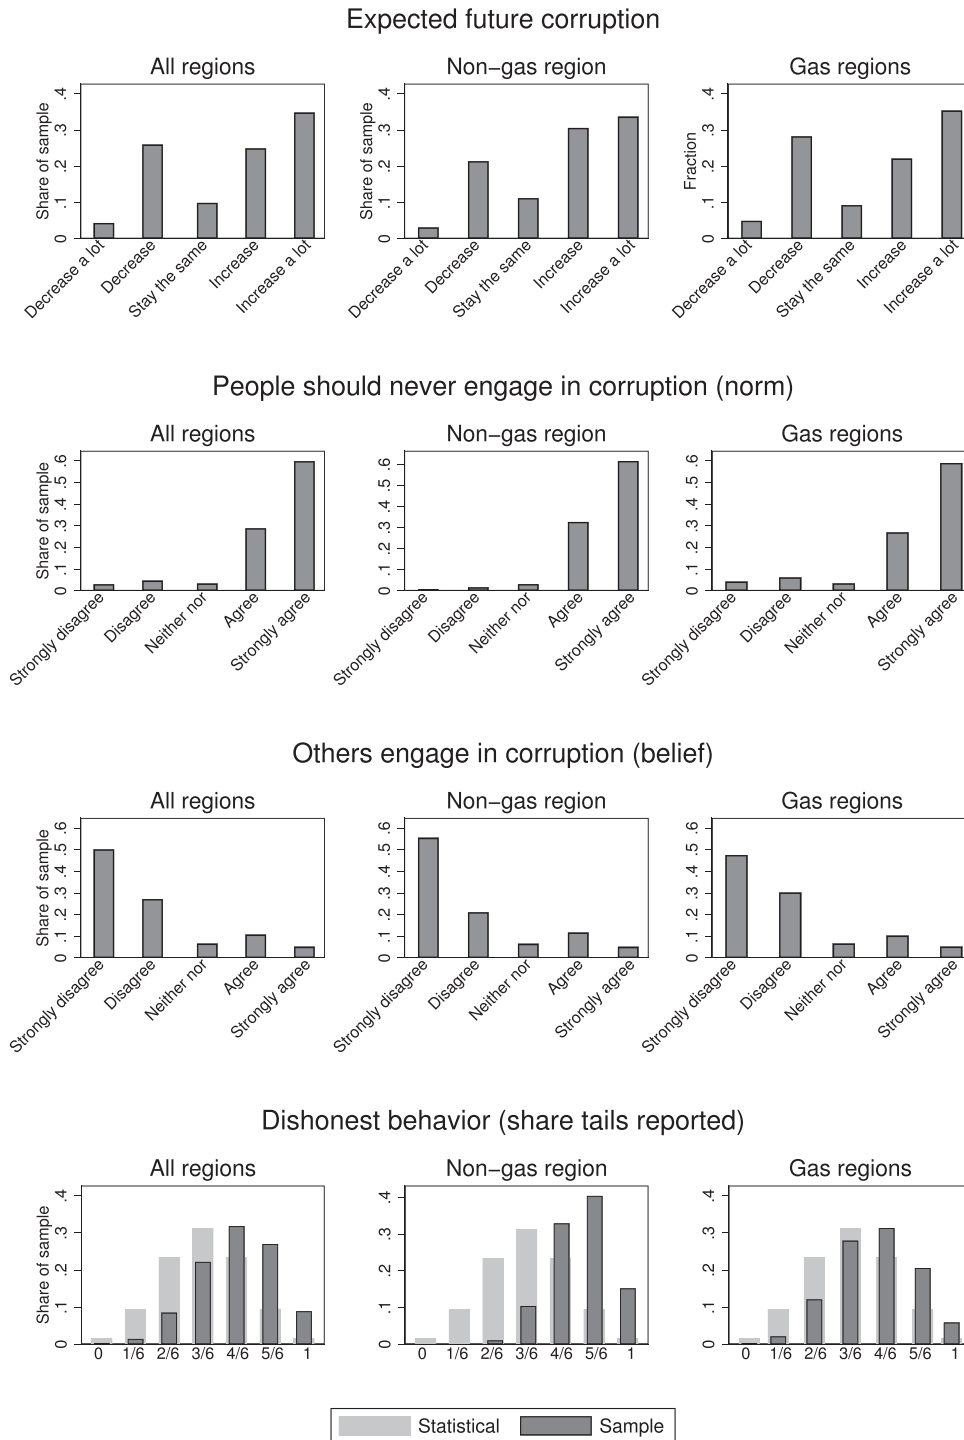 Expected future corruption
All regions
Non−gas region
Gas regions
Share of sample
0 .1 .2 .3 .4
Decrease a lot
Decrease
Stay the same
Increase
Increase a lot
Share of sample
0 .1 .2 .3 .4
Decrease a lot
Decrease
Stay the same
Increase
Increase a lot
Fraction
0 .1 .2 .3 .4
Decrease a lot
Decrease
Stay the same
Increase
Increase a lot
People should never engage in corruption (norm)
All regions
Non−gas region
Gas regions
Share of sample
0 .1 .2 .3 .4 .5 .6
Strongly disagree
Disagree
Neither nor
Agree
Strongly agree
0 .1 .2 .3 .4 .5 .6
Strongly disagree
Disagree
Neither nor
Agree
Strongly agree
0 .1 .2 .3 .4 .5 .6
Strongly disagree
Disagree
Neither nor
Agree
Strongly agree
Others engage in corruption (belief)
All regions
Non−gas region
Gas regions
Share of sample
0 .1 .2 .3 .4 .5 .6
Strongly disagree
Disagree
Neither nor
Agree
Strongly agree
0 .1 .2 .3 .4 .5 .6
Strongly disagree
Disagree
Neither nor
Agree
Strongly agree
0 .1 .2 .3 .4 .5 .6
Strongly disagree
Disagree
Neither nor
Agree
Strongly agree
Dishonest behavior (share tails reported)
All regions
Non−gas region
Gas regions
Share of sample
0 .1 .2 .3 .4
0 1/6 2/6 3/6 4/6 5/6 1
0 .1 .2 .3 .4
0 1/6 2/6 3/6 4/6 5/6 1
0 .1 .2 .3 .4
0 1/6 2/6 3/6 4/6 5/6 1
Statistical
Sample